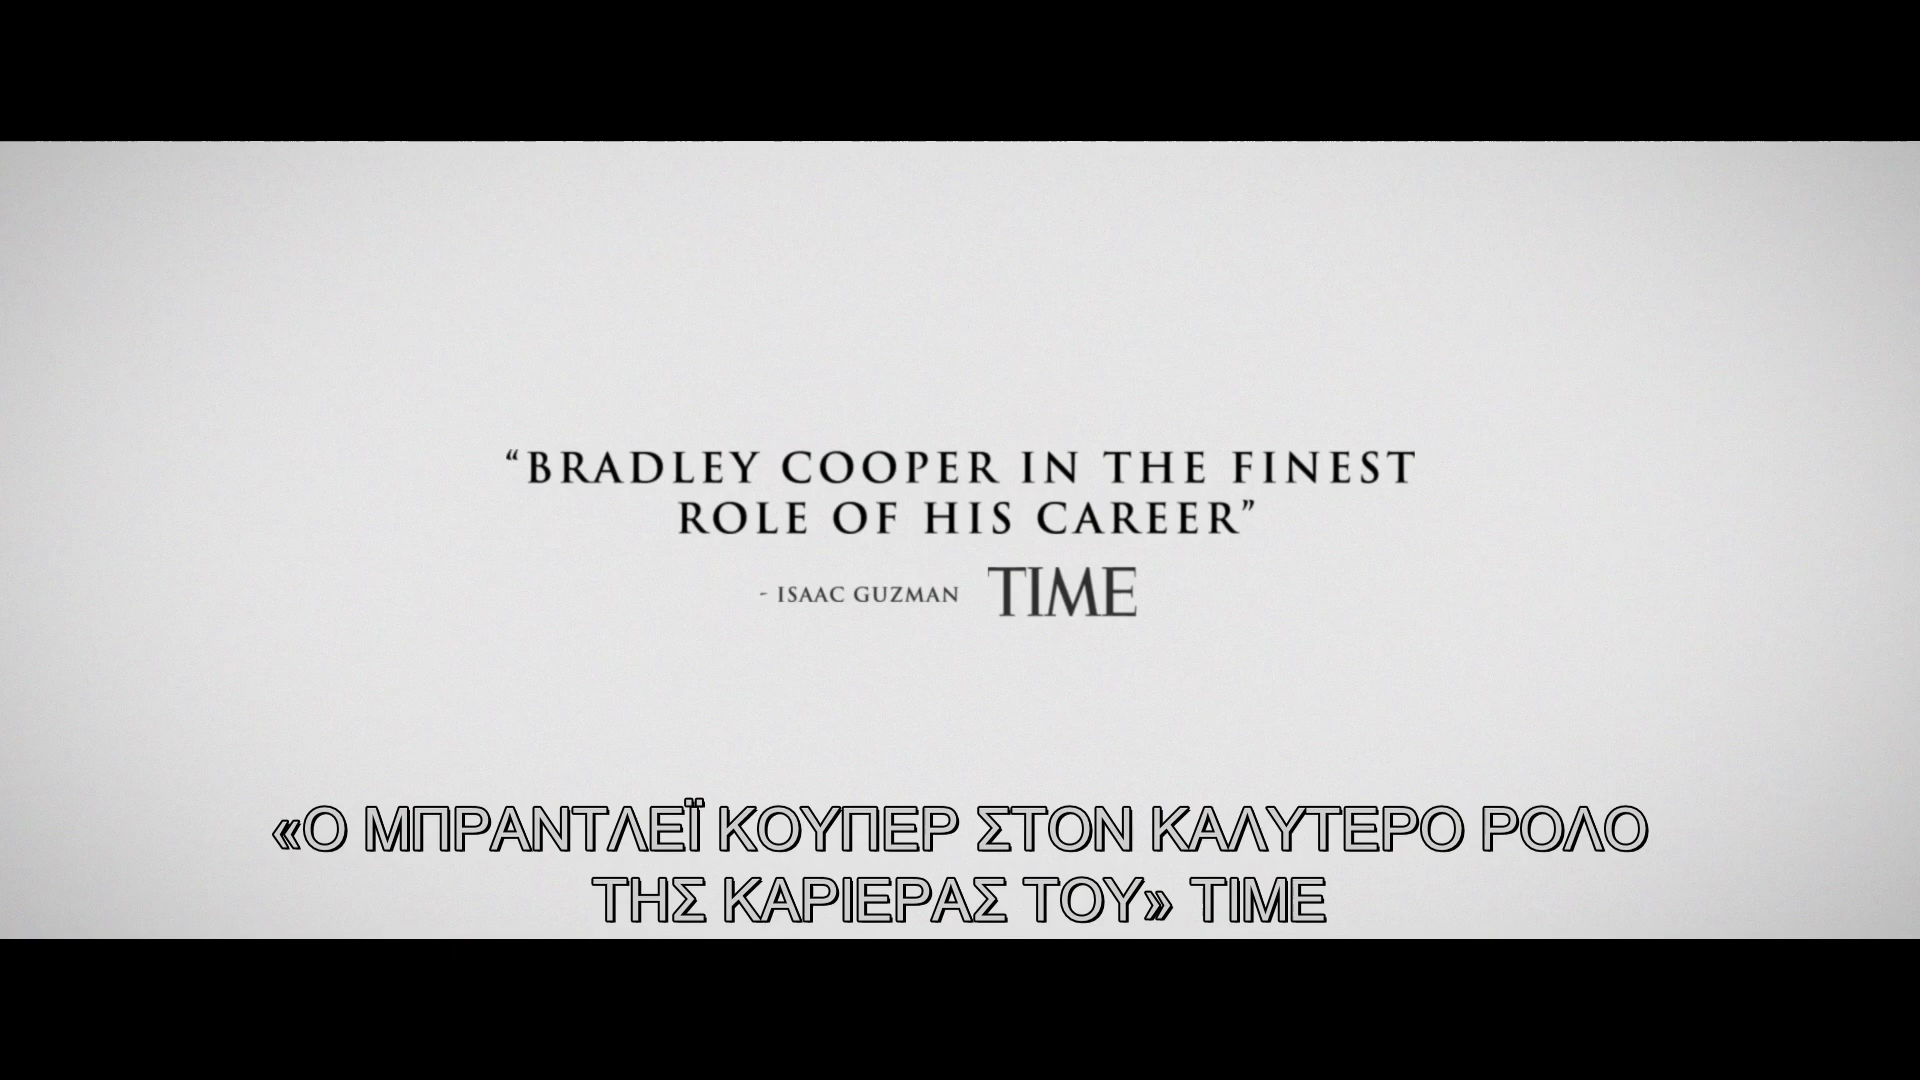 “BRADLEY COOPER IN THE FINEST
ROLE OF HIS CAREER”
- ISAAC GUZMAN TIME
«Ο ΜΠΡΑΝΤΛΕΪ ΚΟΥΠΕΡ ΣΤΟΝ ΚΑΛΥΤΕΡΟ ΡΟΛΟ
ΤΗΣ ΚΑΡΙΕΡΑΣ ΤΟΥ» TIME